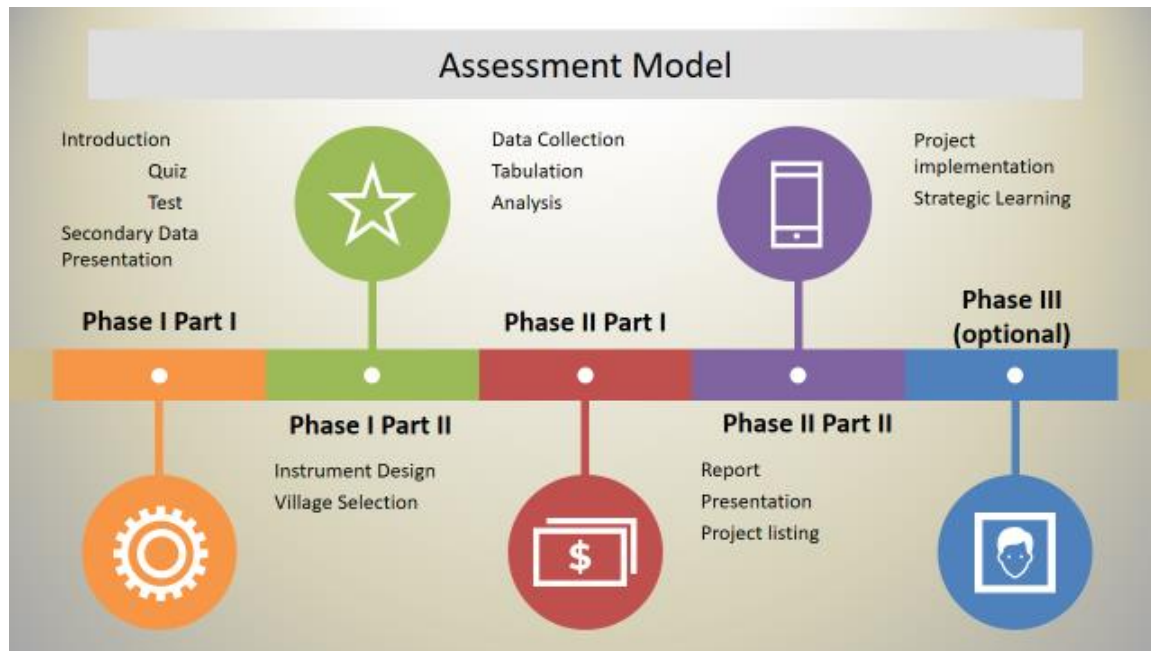 Assessment Model
Introduction
Quiz
Test
Secondary Data
Presentation
Phase I Part I
Phase I Part II
Instrument Design
Village Selection
Data Collection
Tabulation
Analysis
Phase II Part I
$
Phase II Part II
Report
Presentation
Project listing
Project
implementation
Strategic Learning
Phase III
(optional)